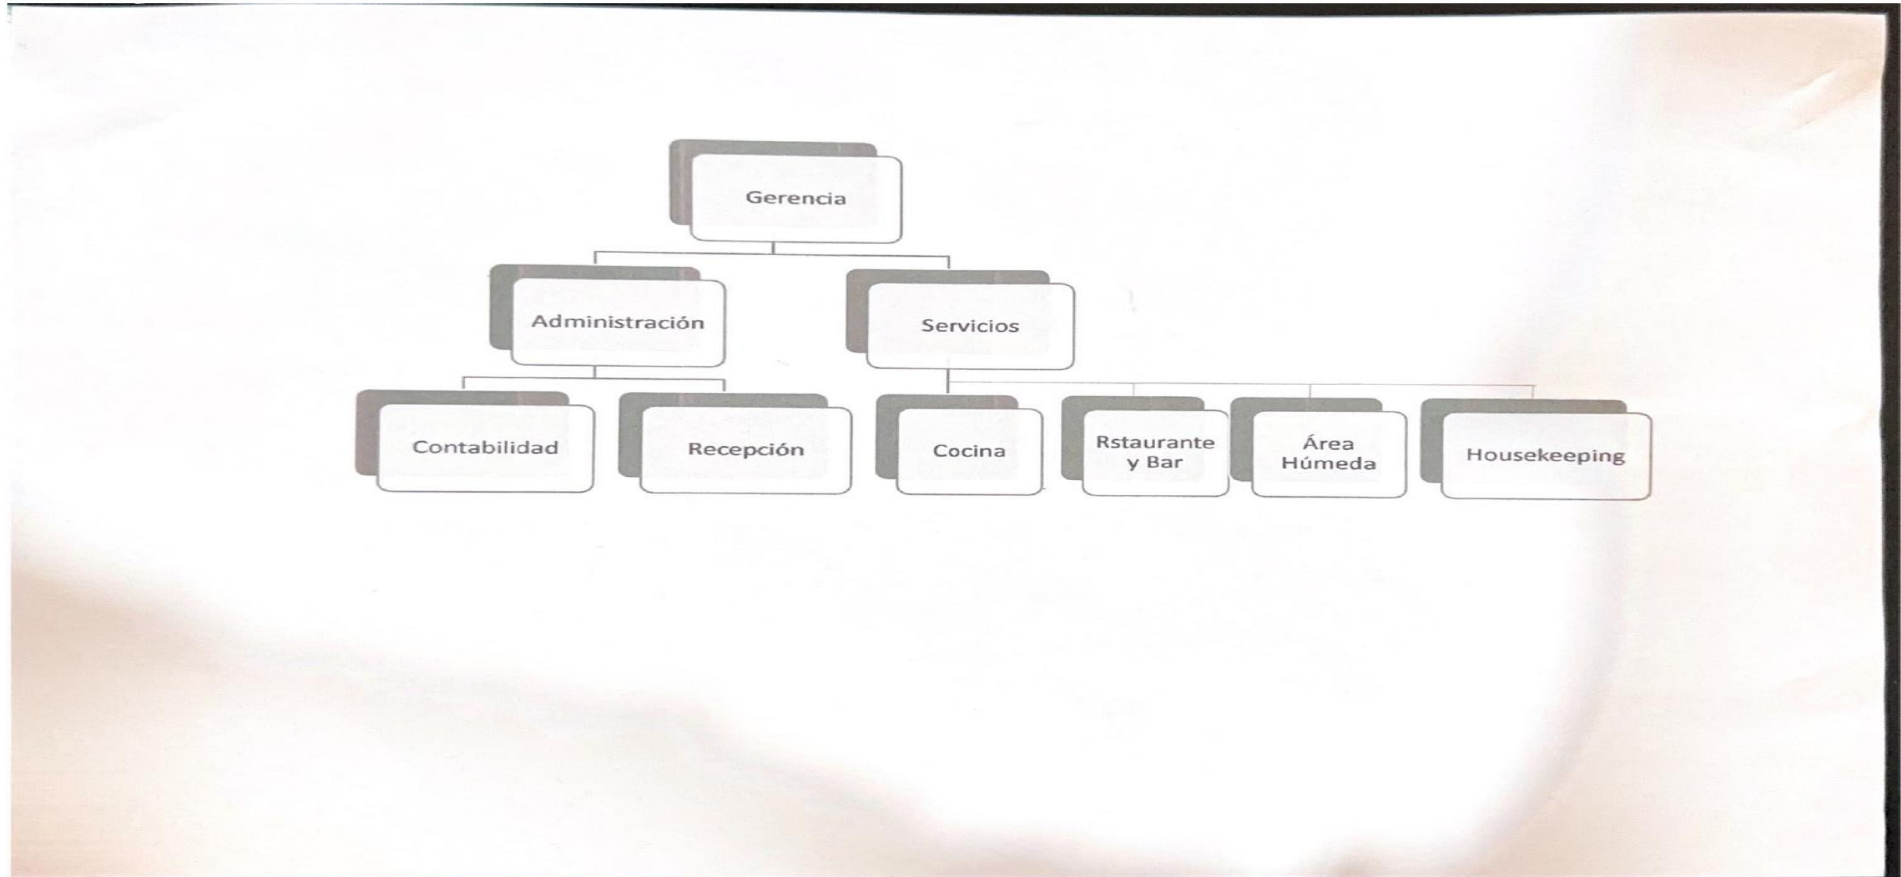 Gerencia
Administración
Servicios
Contabilidad
Recepción
Cocina
Rstaurante
y Bar
Área
Húmeda
Housekeeping